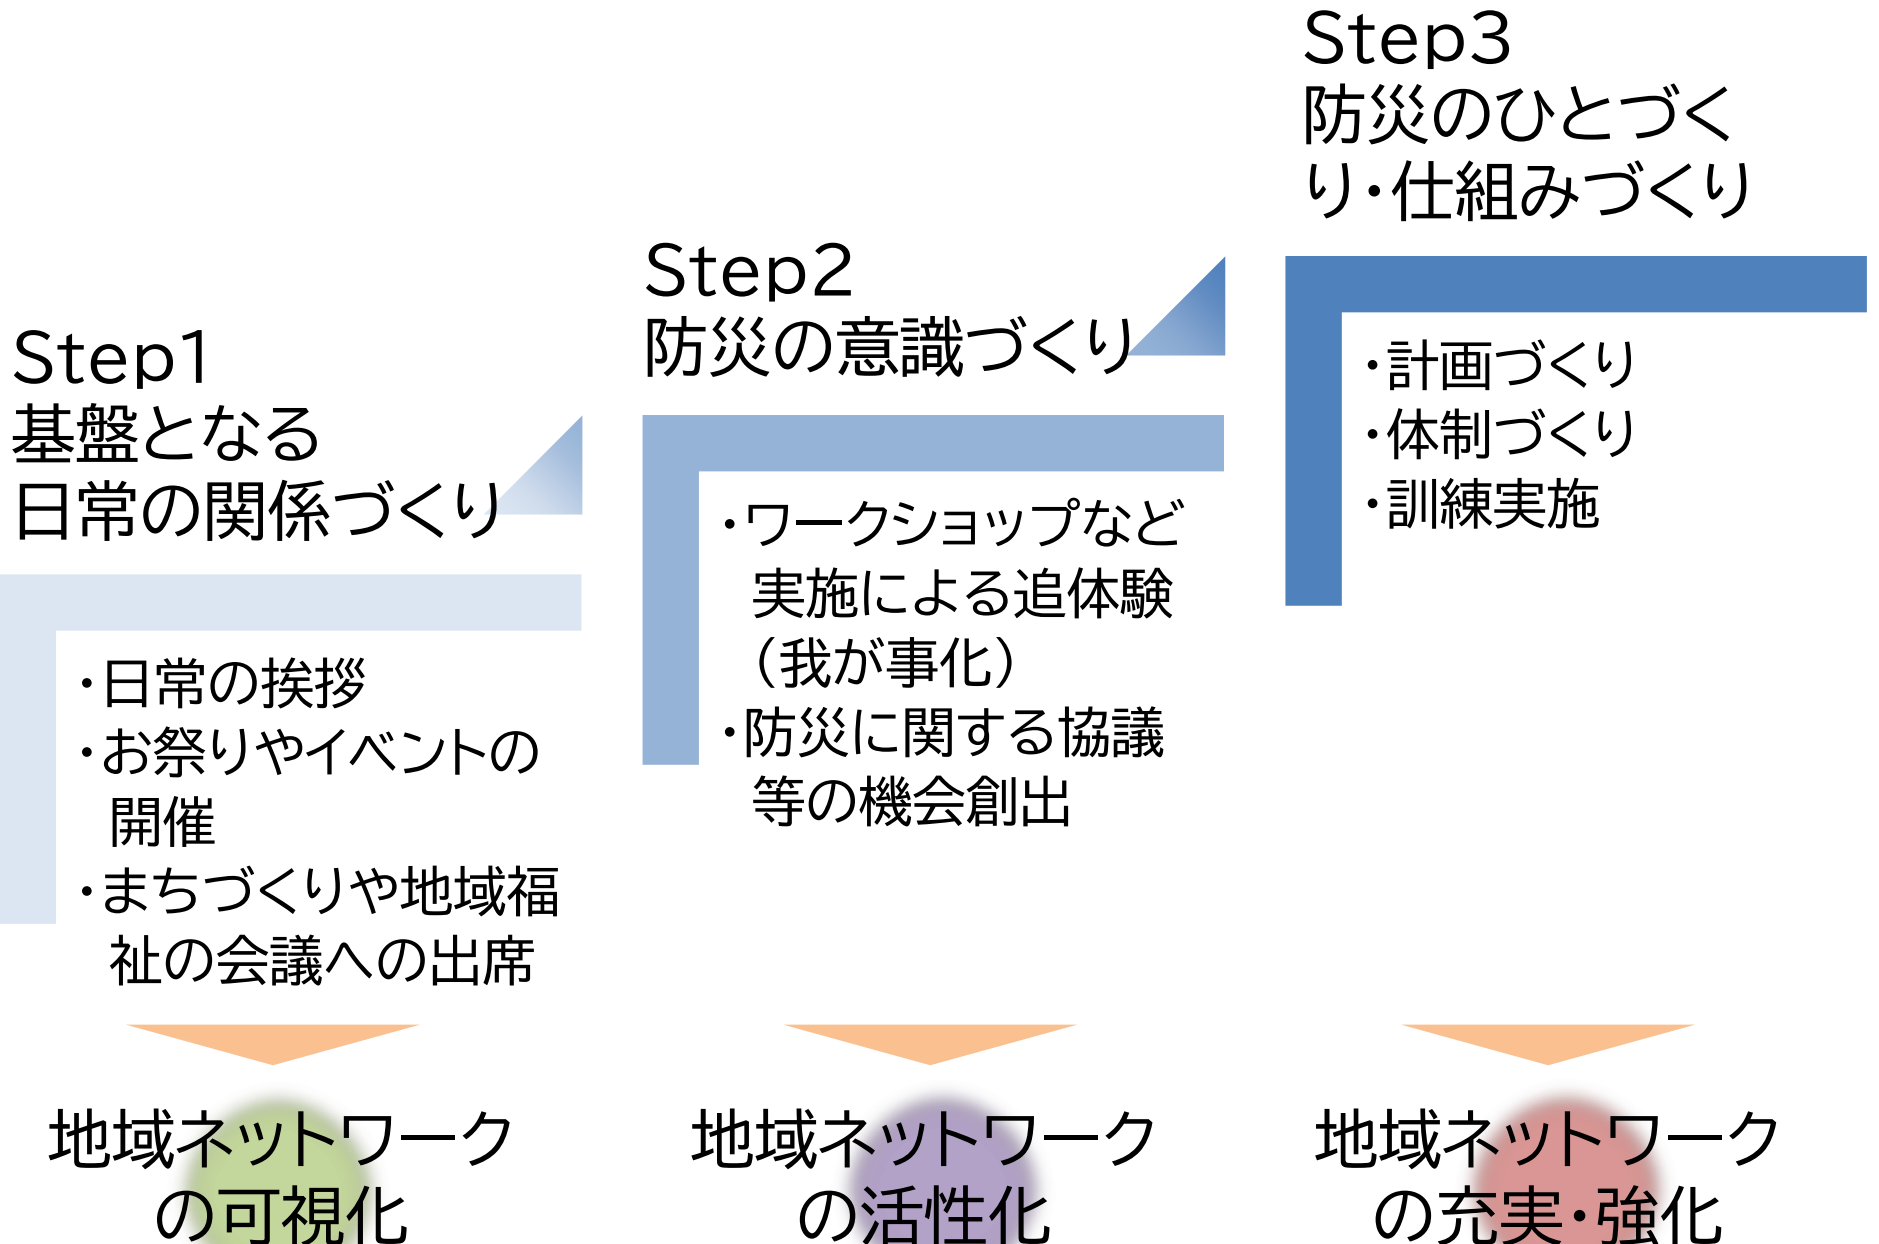 Step1
基盤となる
日常の関係づくり
・日常の挨拶
・お祭りやイベントの
開催
・まちづくりや地域福
祉の会議への出席
地域ネットワーク
の可視化
Step2
防災の意識づくり
・ワークショップなど
実施による追体験
（我が事化）
・防災に関する協議
等の機会創出
地域ネットワーク
の活性化
Step3
防災のひとづく
り・仕組みづくり
・計画づくり
・体制づくり
・訓練実施
地域ネットワーク
の充実・強化